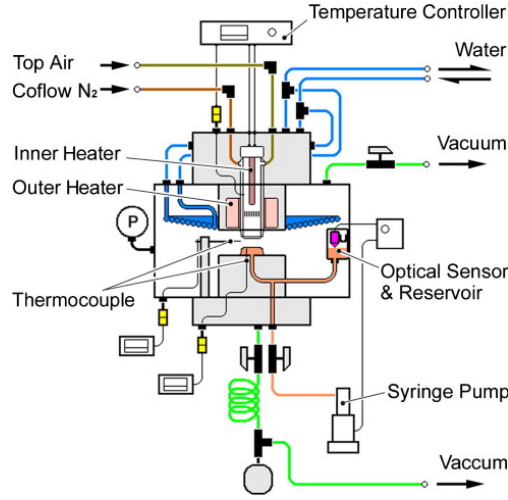 Temperature Controller
Top Air
Water
Coflow N₂
Vacuum
Inner Heater
Outer Heater
P
Optical Sensor
& Reservoir
Thermocouple
Syringe Pump
Vaccum